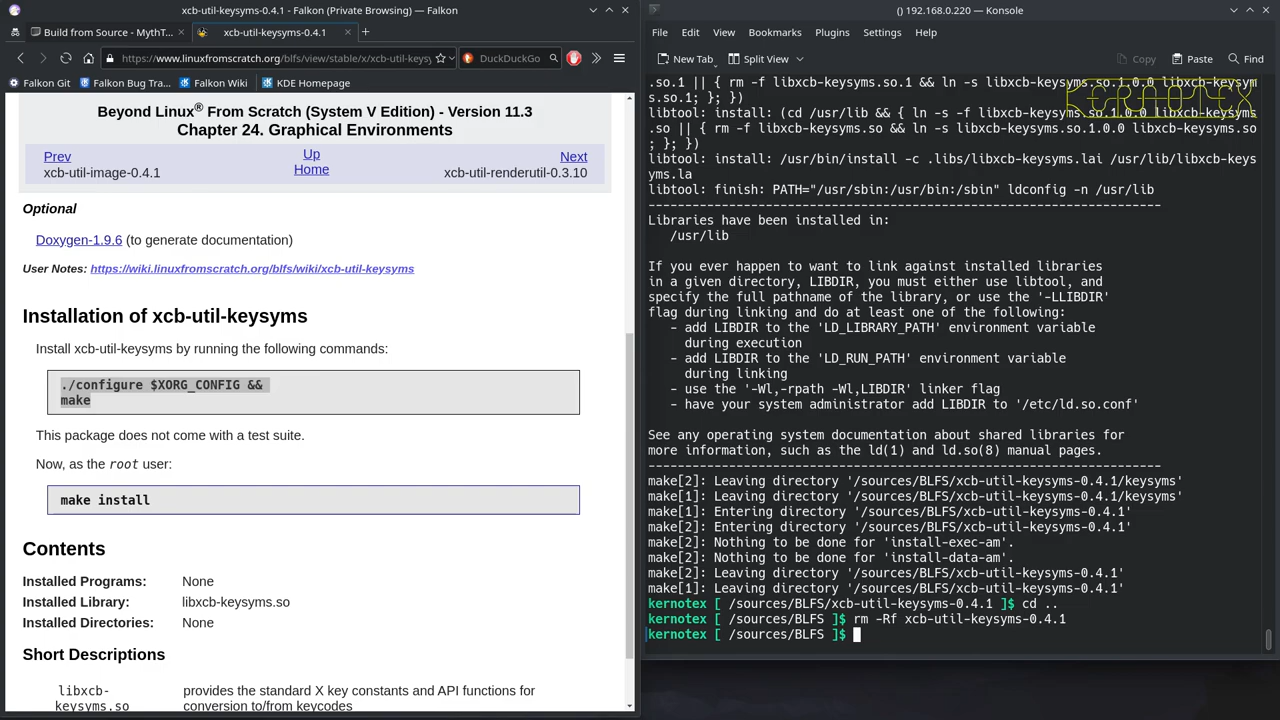 xcb-util-keysyms-0.4.1 - Falkon (Private Browsing) — Falkon
Build from Source - MythT...
xcb-util-keysyms-0.4.1
https://www.linuxfromscratch.org/blfs/view/stable/x/xcb-util-keys
DuckDuckGo
Falkon Git
Falkon Bug Tra...
Falkon Wiki
KDE Homepage
Beyond Linux® From Scratch (System V Edition) - Version 11.3
Chapter 24. Graphical Environments
Prev
Up
Next
xcb-util-image-0.4.1
Home
xcb-util-renderutil-0.3.10
Optional
Doxygen-1.9.6 (to generate documentation)
User Notes: https://wiki.linuxfromscratch.org/blfs/wiki/xcb-util-keysyms
Installation of xcb-util-keysyms
Install xcb-util-keysyms by running the following commands:
./configure $XORG_CONFIG &&
make
This package does not come with a test suite.
Now, as the root user:
make install
Contents
Installed Programs: None
Installed Library: libxcb-keysyms.so
Installed Directories: None
Short Descriptions
libxcb- provides the standard X key constants and API functions for
keysyms.so conversion to/from keycodes
() 192.168.0.220 — Konsole
File Edit View Bookmarks Plugins Settings Help
New Tab Split View Copy Paste Find
.so.1 || { rm -f libxcb-keysyms.so.1 && ln -s libxcb-keysyms.so.1.0.0 libxcb-keysym
s.so.1; }; })
KERNOTEX
libtool: install: (cd /usr/lib && { ln -s -f libxcb-keysyms.so.1.0.0 libxcb-keysyms
.so || { rm -f libxcb-keysyms.so && ln -s libxcb-keysyms.so.1.0.0 libxcb-keysyms.so
; }; })
libtool: install: /usr/bin/install -c .libs/libxcb-keysyms.lai /usr/lib/libxcb-keys
yms.la
libtool: finish: PATH="/usr/sbin:/usr/bin:/sbin" ldconfig -n /usr/lib
----------------------------------------------------------------------
Libraries have been installed in:
/usr/lib
If you ever happen to want to link against installed libraries
in a given directory, LIBDIR, you must either use libtool, and
specify the full pathname of the library, or use the '-LLIBDIR'
flag during linking and do at least one of the following:
- add LIBDIR to the 'LD_LIBRARY_PATH' environment variable
during execution
- add LIBDIR to the 'LD_RUN_PATH' environment variable
during linking
- use the '-Wl,-rpath -Wl,LIBDIR' linker flag
- have your system administrator add LIBDIR to '/etc/ld.so.conf'
See any operating system documentation about shared libraries for
more information, such as the ld(1) and ld.so(8) manual pages.
----------------------------------------------------------------------
make[2]: Leaving directory '/sources/BLFS/xcb-util-keysyms-0.4.1/keysyms'
make[1]: Leaving directory '/sources/BLFS/xcb-util-keysyms-0.4.1/keysyms'
make[1]: Entering directory '/sources/BLFS/xcb-util-keysyms-0.4.1'
make[2]: Entering directory '/sources/BLFS/xcb-util-keysyms-0.4.1'
make[2]: Nothing to be done for 'install-exec-am'.
make[2]: Nothing to be done for 'install-data-am'.
make[2]: Leaving directory '/sources/BLFS/xcb-util-keysyms-0.4.1'
make[1]: Leaving directory '/sources/BLFS/xcb-util-keysyms-0.4.1'
kernotex [ /sources/BLFS/xcb-util-keysyms-0.4.1 ]$ cd ..
kernotex [ /sources/BLFS ]$ rm -Rf xcb-util-keysyms-0.4.1
kernotex [ /sources/BLFS ]$